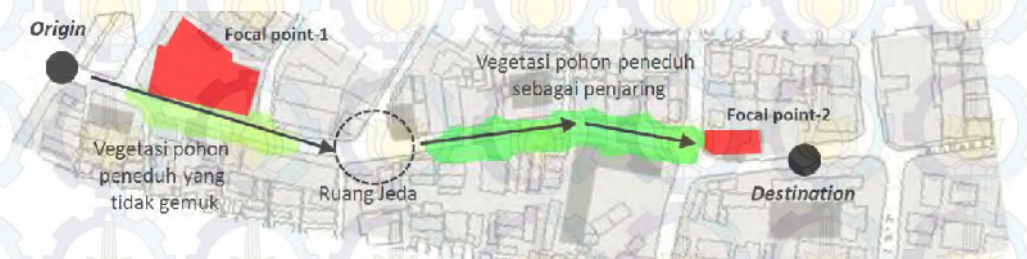 Origin
Focal point-1
Vegetasi pohon peneduh
sebagai penjaring
Focal point-2
Vegetasi pohon
peneduh yang
tidak gemuk
Ruang Jeda
Destination